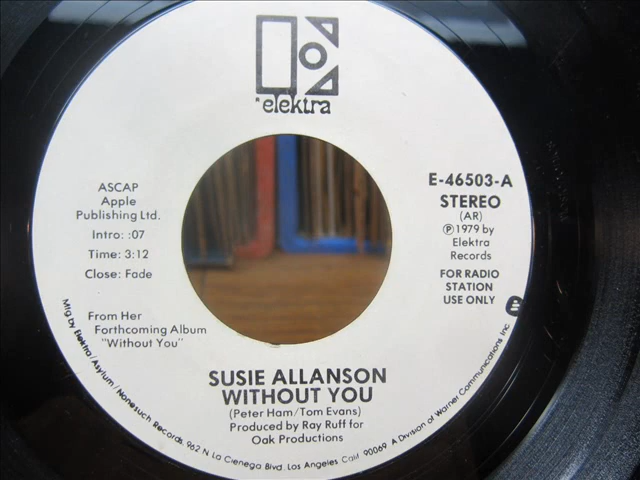 elektra
ASCAP
Apple
Publishing Ltd.
Intro: :07
Time: 3:12
Close: Fade
From Her
Forthcoming Album
"Without You"
E-46503-A
STEREO
(AR)
℗ 1979 by
Elektra
Records
FOR RADIO
STATION
USE ONLY
SUSIE ALLANSON
WITHOUT YOU
(Peter Ham/Tom Evans)
Produced by Ray Ruff for
Oak Productions
Mfg by Elektra/Asylum/Nonesuch Records, 962 N La Cienega Blvd. Los Angeles Calif 90069 A Division of Warner Communications Inc